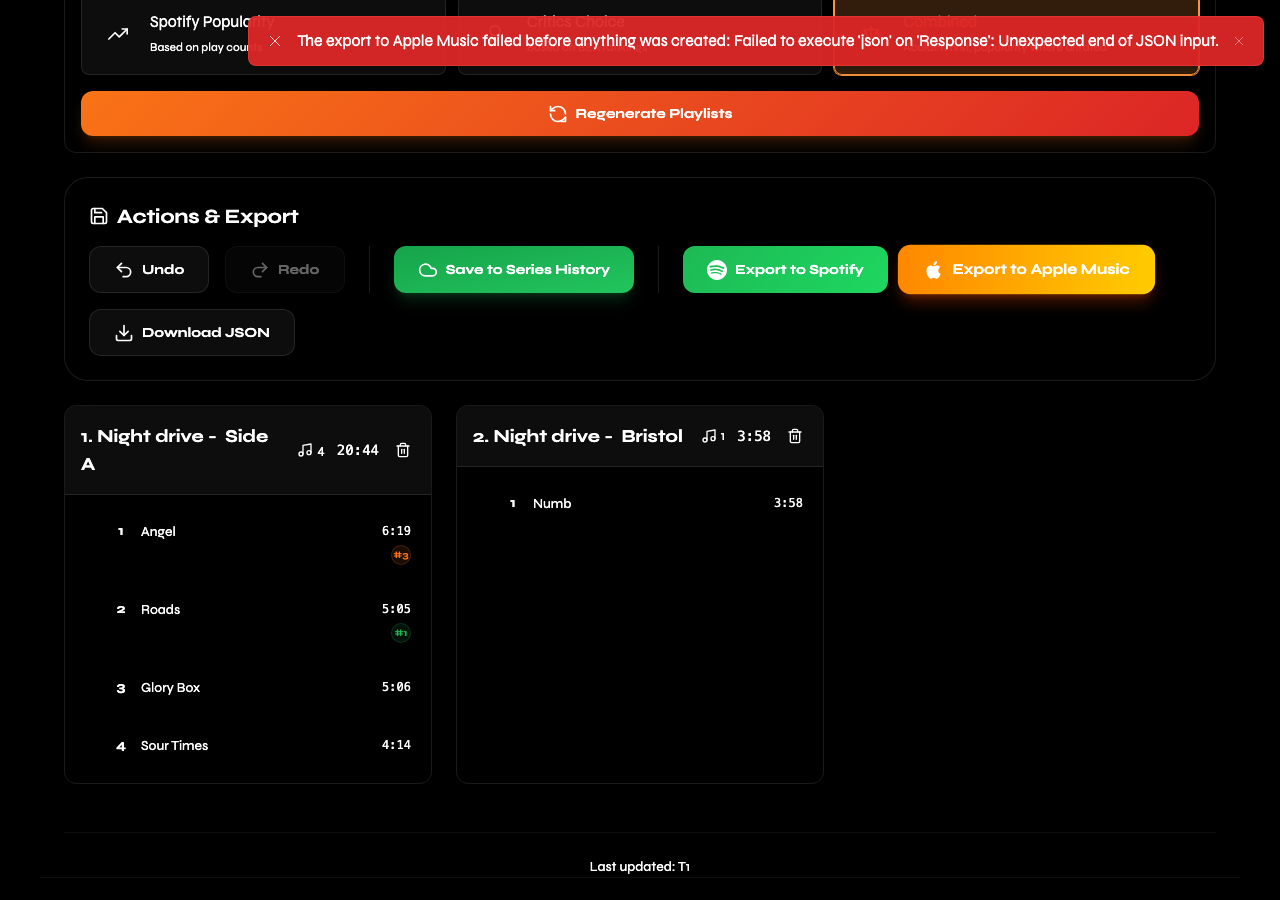 Spotify Popularity
Based on play counts
Critics Choice
Combined
The export to Apple Music failed before anything was created: Failed to execute 'json' on 'Response': Unexpected end of JSON input.
Regenerate Playlists
Actions & Export
Undo
Redo
Save to Series History
Export to Spotify
Export to Apple Music
Download JSON
1. Night drive - Side
A
4
20:44
1 Angel 6:19
#3
2 Roads 5:05
#1
3 Glory Box 5:06
4 Sour Times 4:14
2. Night drive - Bristol
1
3:58
1 Numb 3:58
Last updated: T1